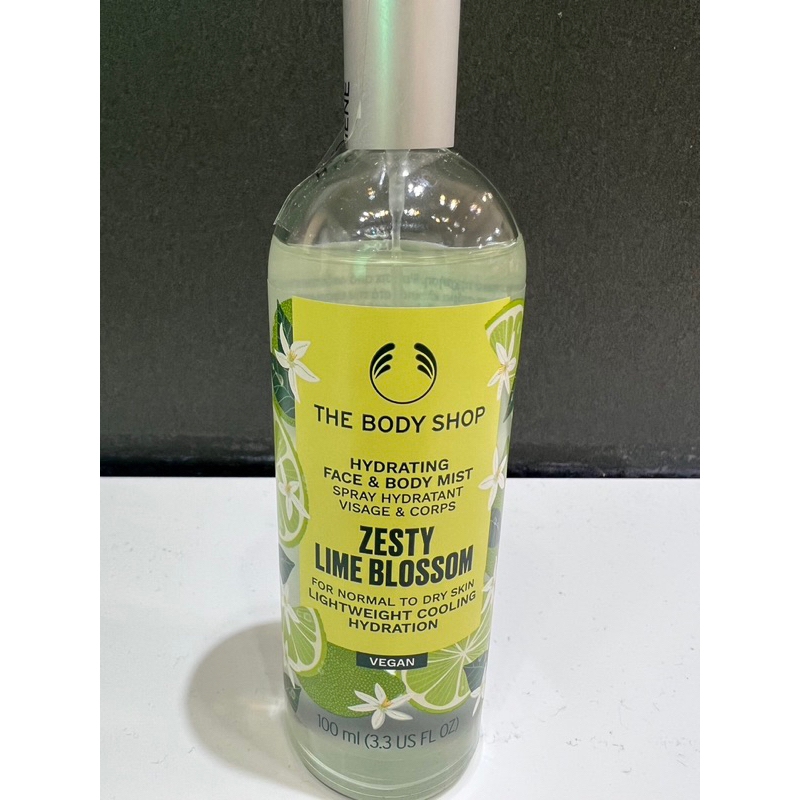 THE BODY SHOP
HYDRATING
FACE & BODY MIST
SPRAY HYDRATANT
VISAGE & CORPS
ZESTY
LIME BLOSSOM
FOR NORMAL TO DRY SKIN
LIGHTWEIGHT COOLING
HYDRATION
VEGAN
100 ml (3.3 US FL OZ)